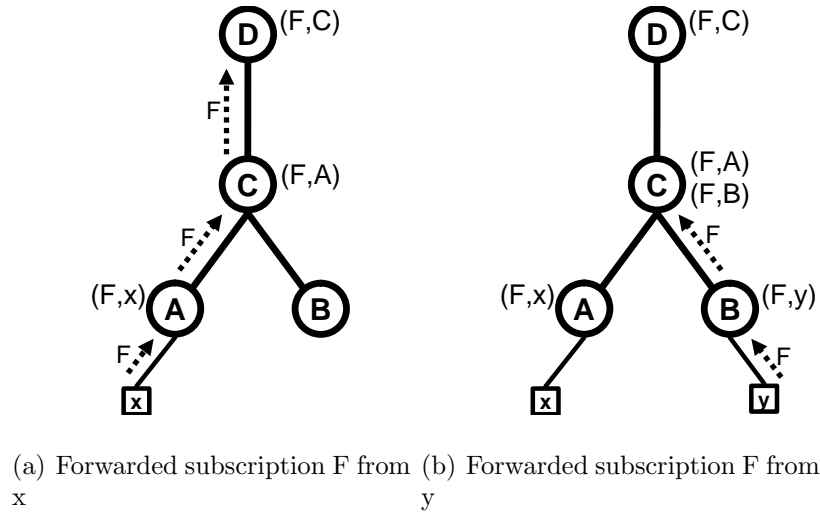 D (F,C)
F
C (F,A)
F
(F,x) A B
F
x
(a) Forwarded subscription F from
x
D (F,C)
C (F,A)
(F,B)
F
(F,x) A B (F,y)
F
x y
(b) Forwarded subscription F from
y